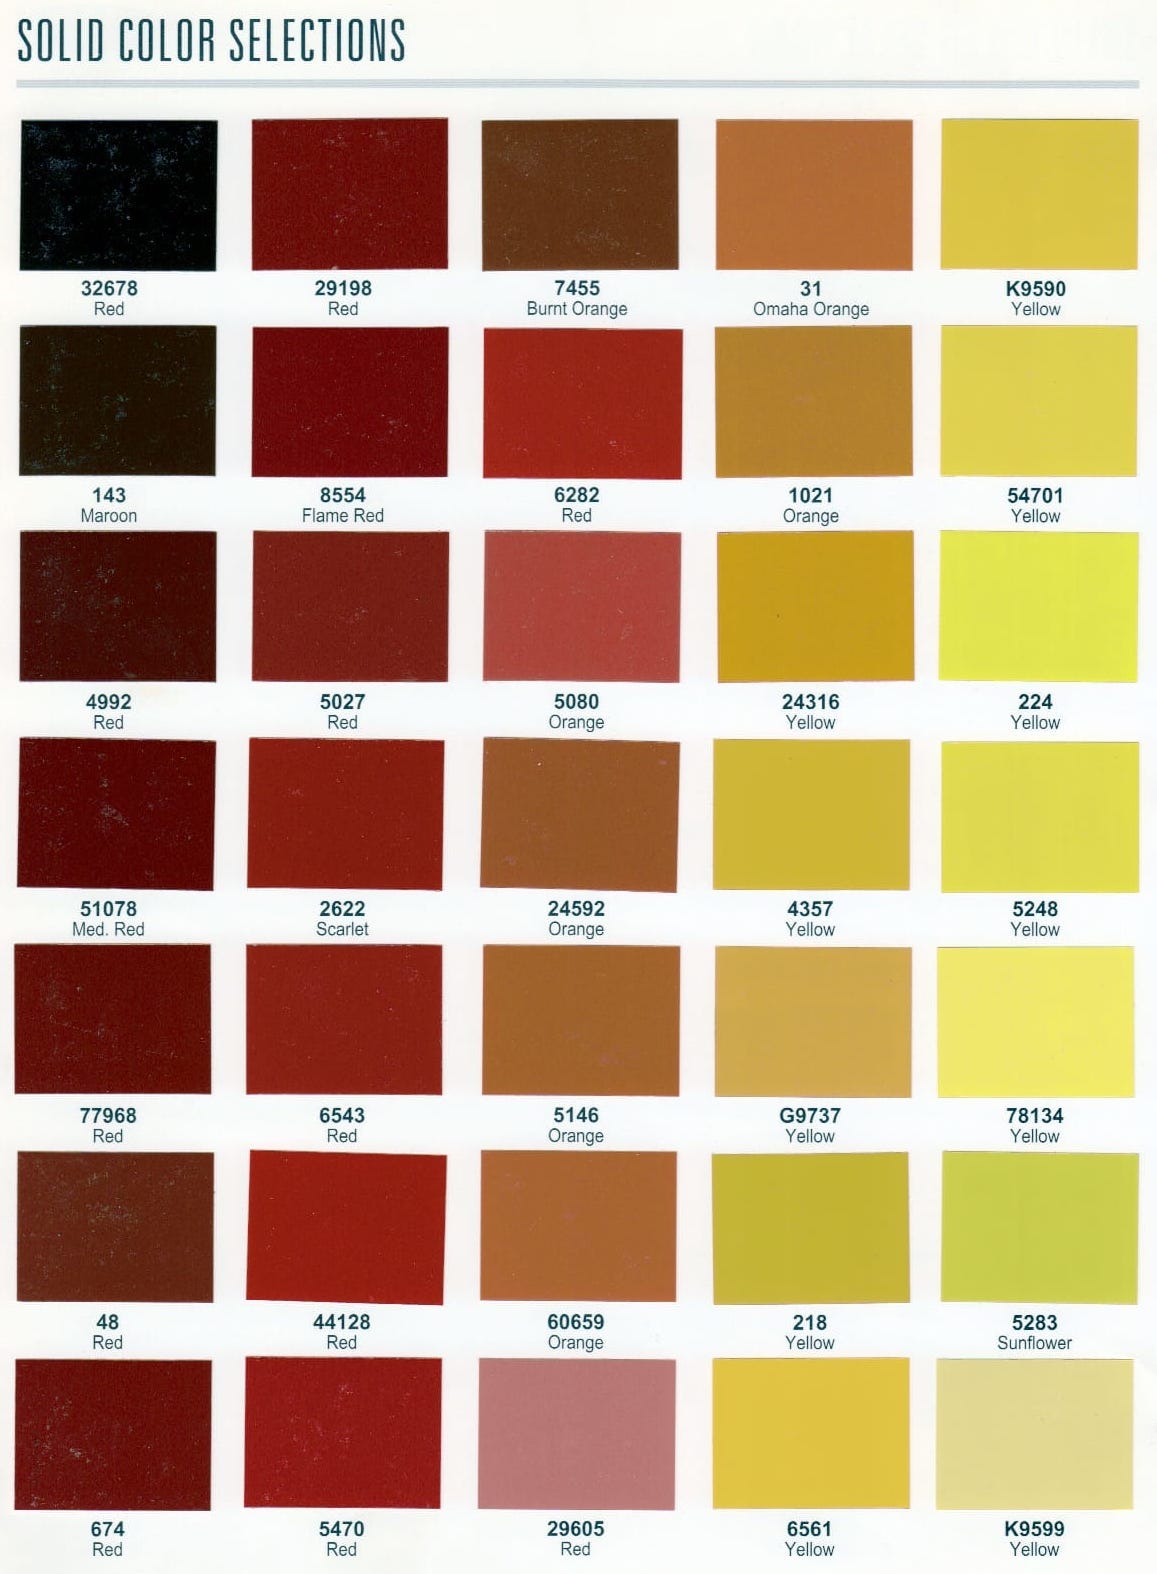 SOLID COLOR SELECTIONS
32678 29198 7455 31 K9590
Red Red Burnt Orange Omaha Orange Yellow
143 8554 6282 1021 54701
Maroon Flame Red Red Orange Yellow
4992 5027 5080 24316 224
Red Red Orange Yellow Yellow
51078 2622 24592 4357 5248
Med. Red Scarlet Orange Yellow Yellow
77968 6543 5146 G9737 78134
Red Red Orange Yellow Yellow
48 44128 60659 218 5283
Red Red Orange Yellow Sunflower
674 5470 29605 6561 K9599
Red Red Red Yellow Yellow